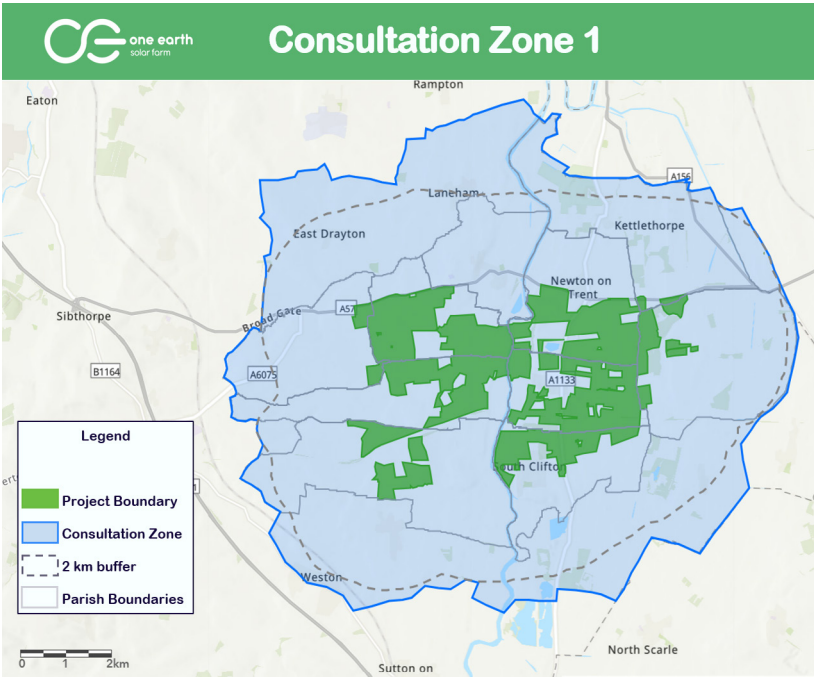 one earth
solar farm
Consultation Zone 1
Rampton
Eaton
A156
Laneham
East Drayton
Kettlethorpe
Newton on
Trent
Sibthorpe
Broad Gate
A57
B1164
A6075
A1133
Legend
South Clifton
Project Boundary
Consultation Zone
2 km buffer
Weston
Parish Boundaries
North Scarle
0 1 2km
Sutton on